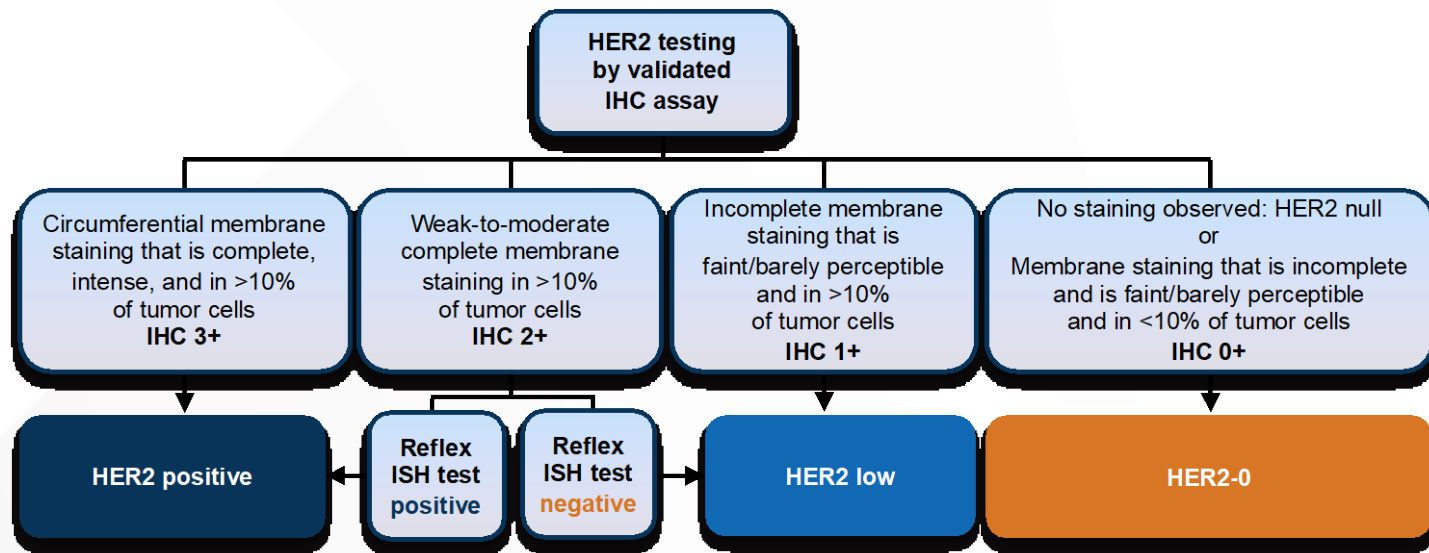 HER2 testing
by validated
IHC assay
Circumferential membrane
staining that is complete,
intense, and in >10%
of tumor cells
IHC 3+
Weak-to-moderate
complete membrane
staining in >10%
of tumor cells
IHC 2+
Incomplete membrane
staining that is
faint/barely perceptible
and in >10%
of tumor cells
IHC 1+
No staining observed: HER2 null
or
Membrane staining that is incomplete
and is faint/barely perceptible
and in <10% of tumor cells
IHC 0+
HER2 positive
Reflex
ISH test
positive
Reflex
ISH test
negative
HER2 low
HER2-0